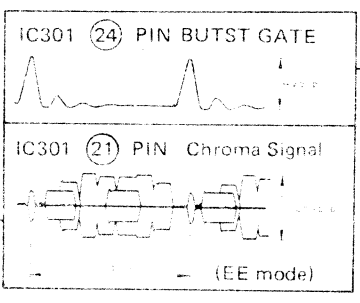 IC301 24 PIN BUTST GATE
IC301 21 PIN Chroma Signal
(EE mode)